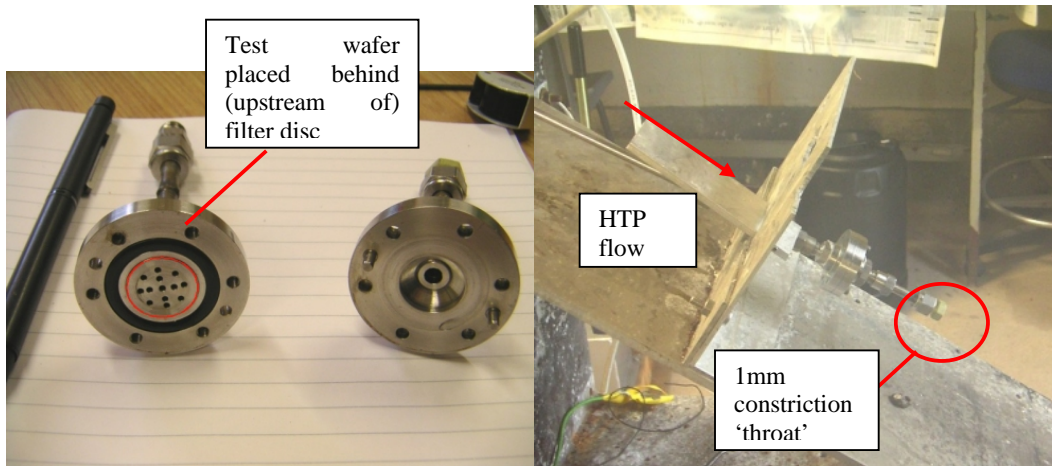 Test wafer
placed behind
(upstream of)
filter disc
HTP
flow
1mm
constriction
‘throat’